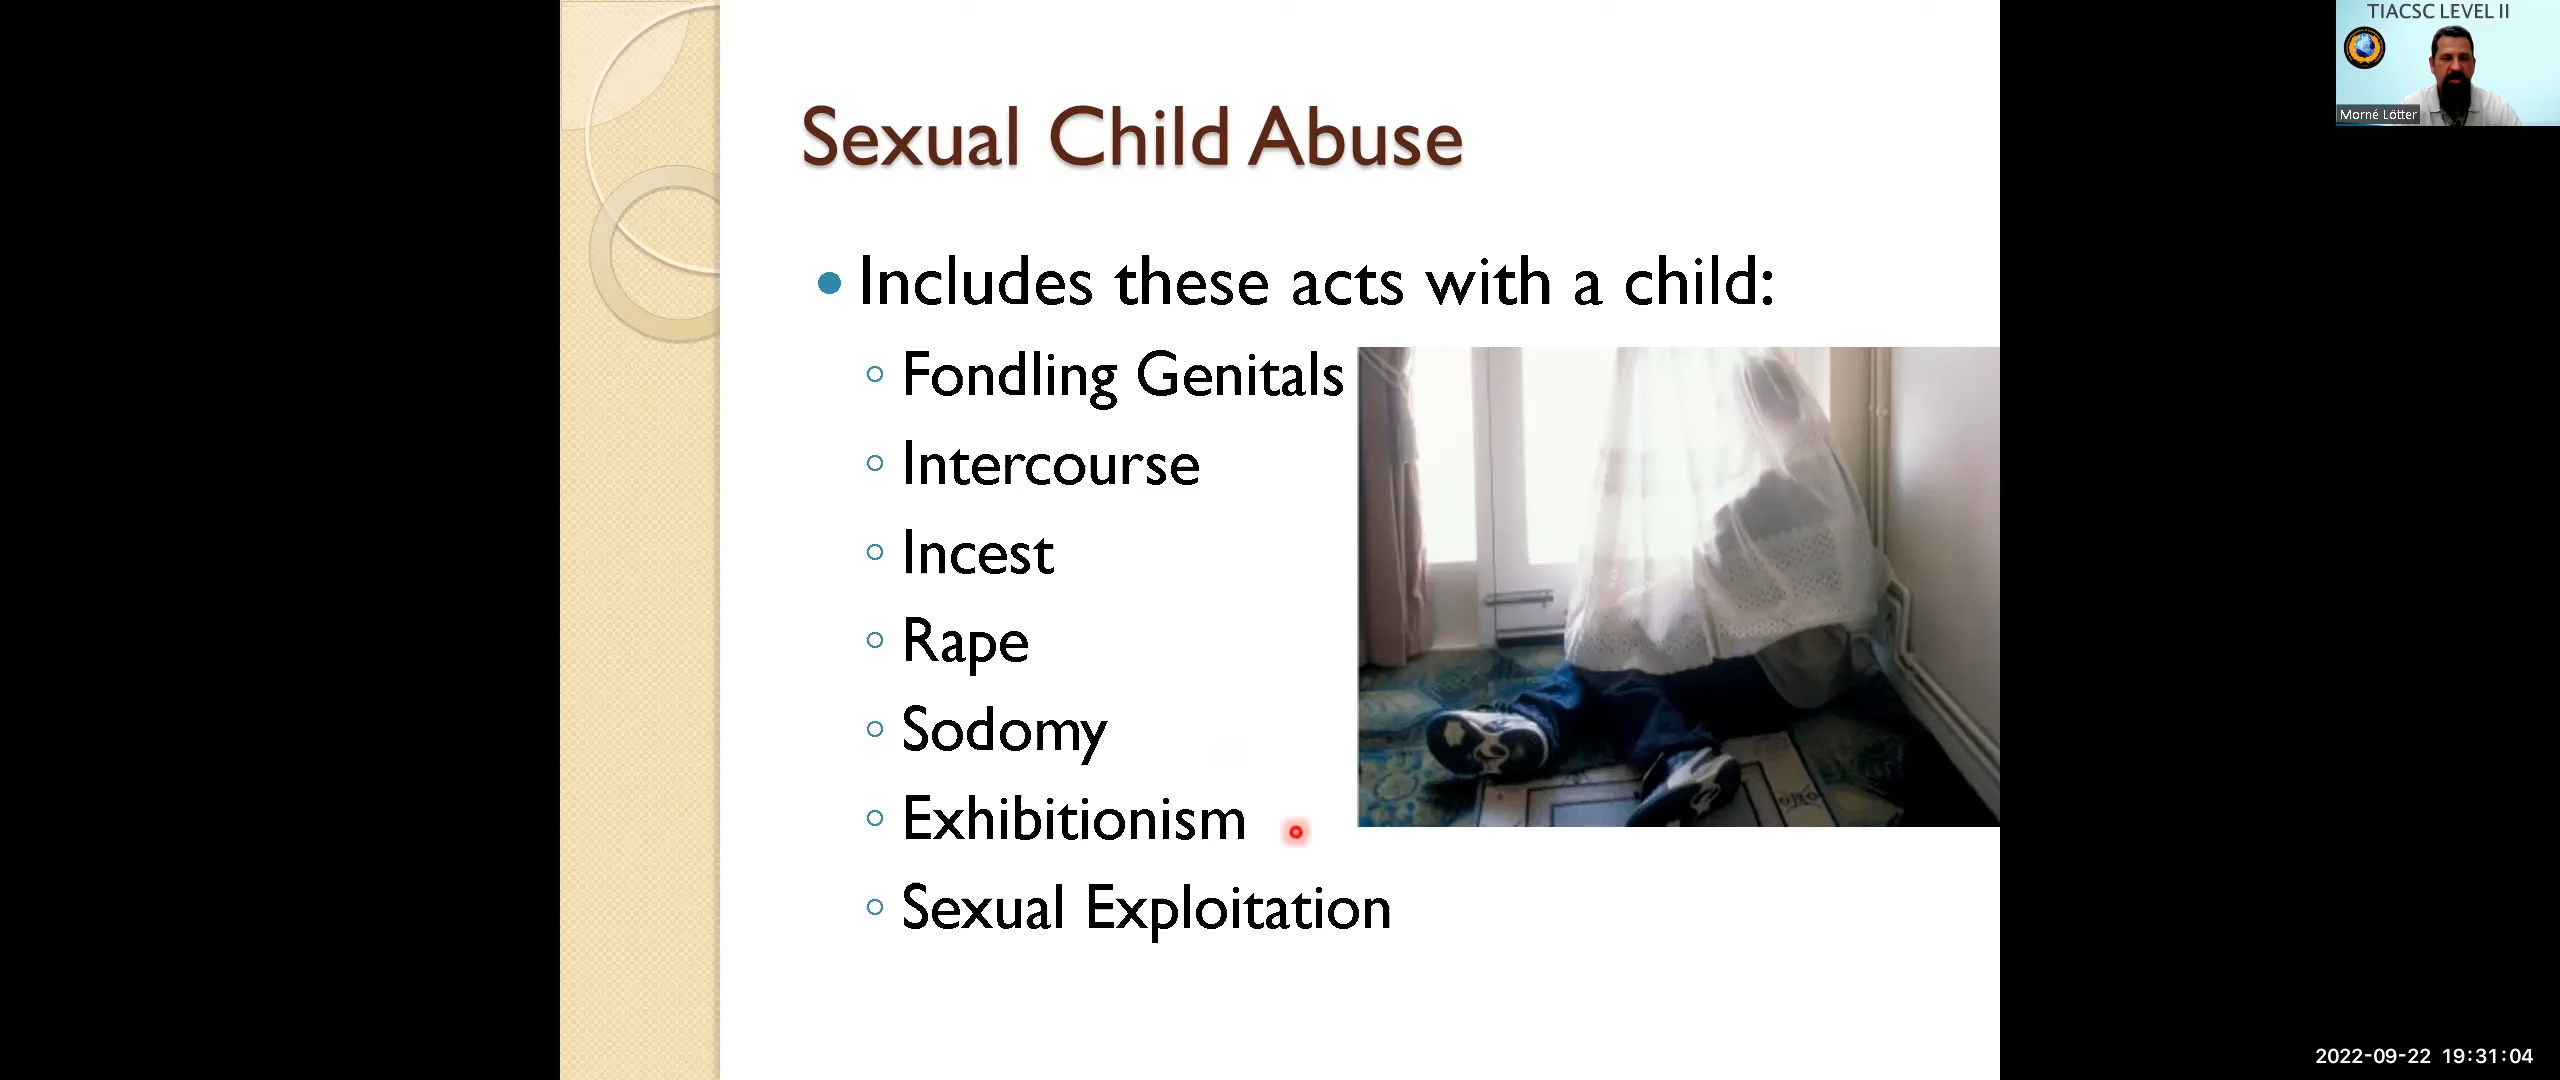 TIACSC LEVEL II
Morné Lötter
Sexual Child Abuse
Includes these acts with a child:
Fondling Genitals
Intercourse
Incest
Rape
Sodomy
Exhibitionism
Sexual Exploitation
2022-09-22 19:31:04